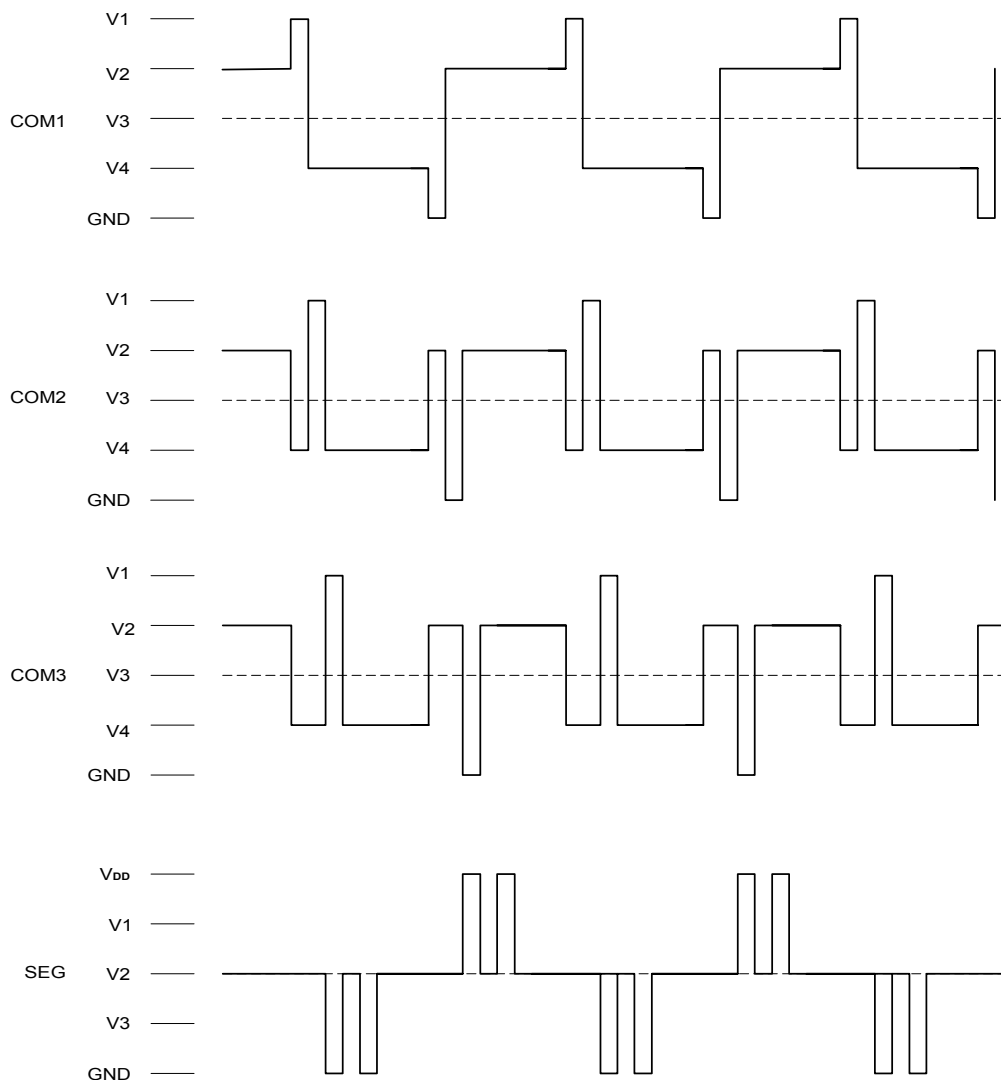 V1
V2
COM1 V3
V4
GND
V1
V2
COM2 V3
V4
GND
V1
V2
COM3 V3
V4
GND
VDD
V1
SEG V2
V3
GND